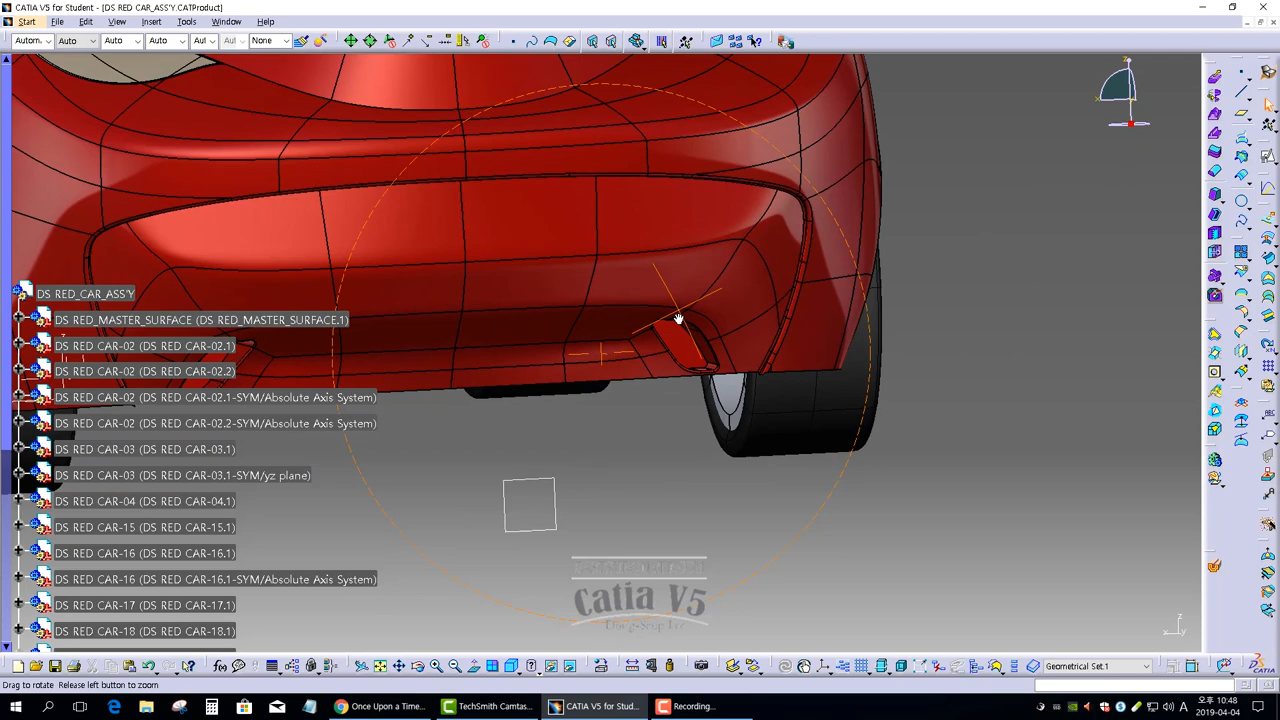 CATIA V5 for Student - [DS RED CAR_ASS'Y.CATProduct]
Start File Edit View Insert Tools Window Help
Autom Auto Auto Auto Aut Aut None
DS RED_CAR_ASS'Y
DS RED_MASTER_SURFACE (DS RED_MASTER_SURFACE.1)
DS RED CAR-02 (DS RED CAR-02.1)
DS RED CAR-02 (DS RED CAR-02.2)
DS RED CAR-02 (DS RED CAR-02.1-SYM/Absolute Axis System)
DS RED CAR-02 (DS RED CAR-02.2-SYM/Absolute Axis System)
DS RED CAR-03 (DS RED CAR-03.1)
DS RED CAR-03 (DS RED CAR-03.1-SYM/yz plane)
DS RED CAR-04 (DS RED CAR-04.1)
DS RED CAR-15 (DS RED CAR-15.1)
DS RED CAR-16 (DS RED CAR-16.1)
DS RED CAR-16 (DS RED CAR-16.1-SYM/Absolute Axis System)
DS RED CAR-17 (DS RED CAR-17.1)
DS RED CAR-18 (DS RED CAR-18.1)
Catia V5
z
x y
Geometrical Set.1
Drag to rotate Release left button to zoom
Once Upon a Time...
TechSmith Camtas...
CATIA V5 for Stud...
Recording...
오후 10:48
2019-04-04